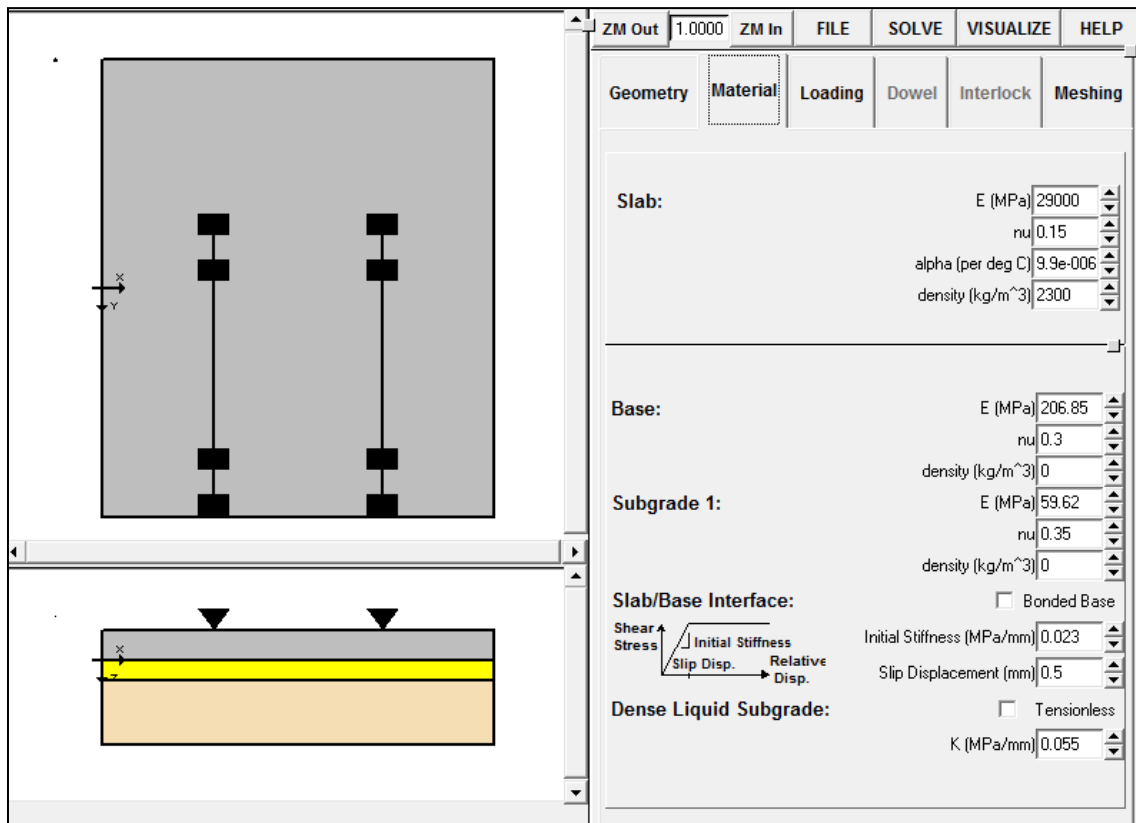 ZM Out 1.0000 ZM In FILE SOLVE VISUALIZE HELP
Geometry Material Loading Dowel Interlock Meshing
X
Y
Slab: E (MPa) 29000
nu 0.15
alpha (per deg C) 9.9e-006
density (kg/m^3) 2300
Base: E (MPa) 206.85
nu 0.3
density (kg/m^3) 0
Subgrade 1: E (MPa) 59.62
nu 0.35
density (kg/m^3) 0
Slab/Base Interface: Bonded Base
Shear Stress
Initial Stiffness
Slip Disp.
Relative Disp.
Initial Stiffness (MPa/mm) 0.023
Slip Displacement (mm) 0.5
Dense Liquid Subgrade: Tensionless
K (MPa/mm) 0.055
X
Z